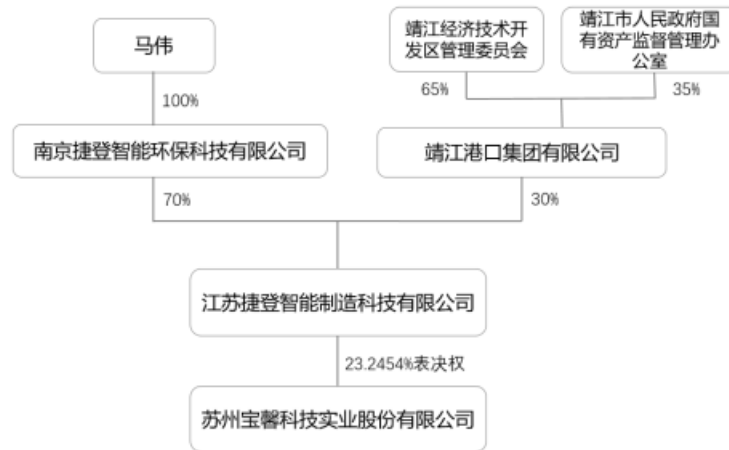 马伟
靖江经济技术开
发区管理委员会
靖江市人民政府国
有资产监督管理办
公室
100%
65%
35%
南京捷登智能环保科技有限公司
靖江港口集团有限公司
70%
30%
江苏捷登智能制造科技有限公司
23.2454%表决权
苏州宝馨科技实业股份有限公司